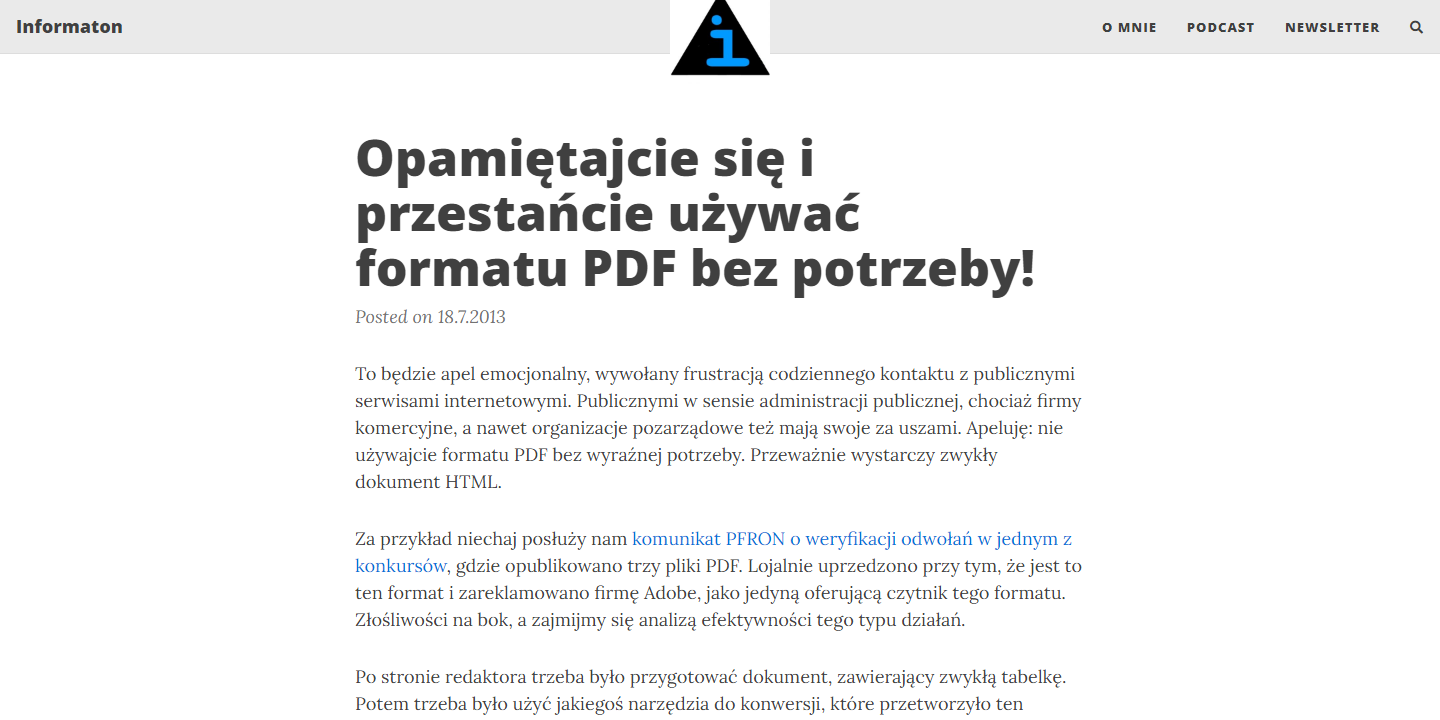 Informaton
i
O MNIE
PODCAST
NEWSLETTER
Opamiętajcie się i
przestańcie używać
formatu PDF bez potrzeby!
Posted on 18.7.2013
To będzie apel emocjonalny, wywołany frustracją codziennego kontaktu z publicznymi
serwisami internetowymi. Publicznymi w sensie administracji publicznej, chociaż firmy
komercyjne, a nawet organizacje pozarządowe też mają swoje za uszami. Apeluję: nie
używajcie formatu PDF bez wyraźnej potrzeby. Przeważnie wystarczy zwykły
dokument HTML.
Za przykład niechaj posłuży nam komunikat PFRON o weryfikacji odwołań w jednym z
konkursów, gdzie opublikowano trzy pliki PDF. Lojalnie uprzedzono przy tym, że jest to
ten format i zareklamowano firmę Adobe, jako jedyną oferującą czytnik tego formatu.
Złośliwości na bok, a zajmijmy się analizą efektywności tego typu działań.
Po stronie redaktora trzeba było przygotować dokument, zawierający zwykłą tabelkę.
Potem trzeba było użyć jakiegoś narzędzia do konwersji, które przetworzyło ten